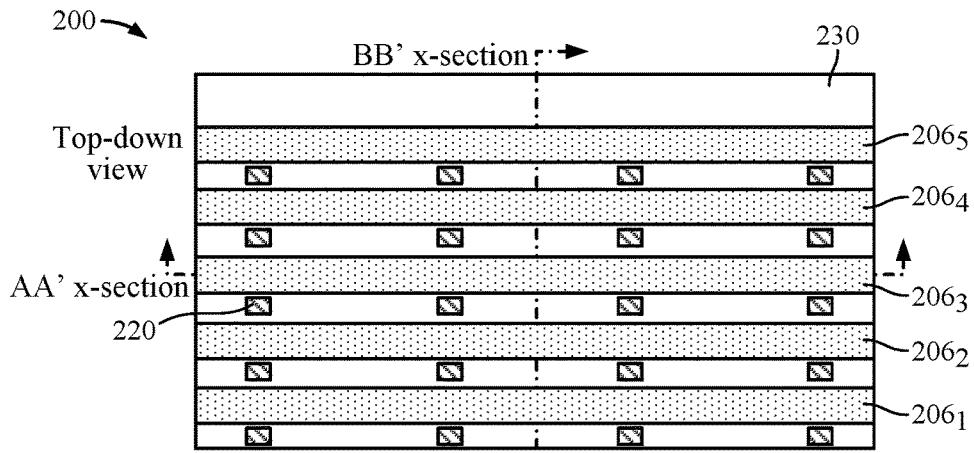 200
BB’ x-section
230
Top-down
view
206₅
206₄
AA’ x-section
206₃
220
206₂
206₁